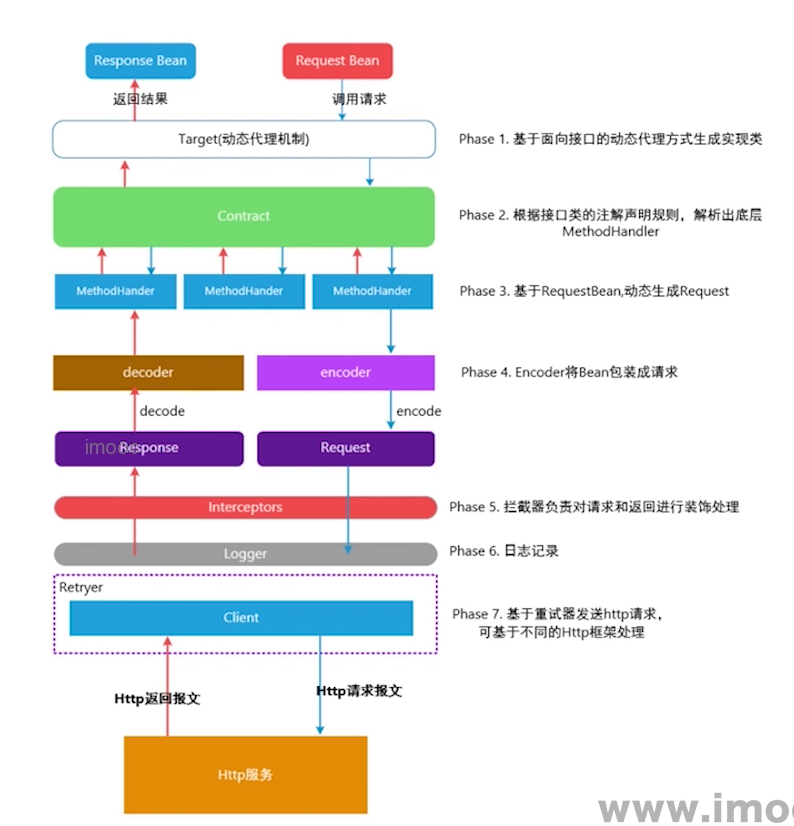 Response Bean
Request Bean
返回结果
调用请求
Target(动态代理机制)
Phase 1. 基于面向接口的动态代理方式生成实现类
Contract
Phase 2. 根据接口类的注解声明规则，解析出底层
MethodHandler
MethodHander
MethodHander
MethodHander
Phase 3. 基于RequestBean,动态生成Request
decoder
encoder
Phase 4. Encoder将Bean包装成请求
decode
encode
imooc
Response
Request
Interceptors
Phase 5. 拦截器负责对请求和返回进行装饰处理
Logger
Phase 6. 日志记录
Retryer
Client
Phase 7. 基于重试器发送http请求，
可基于不同的Http框架处理
Http返回报文
Http请求报文
Http服务
www.imoo